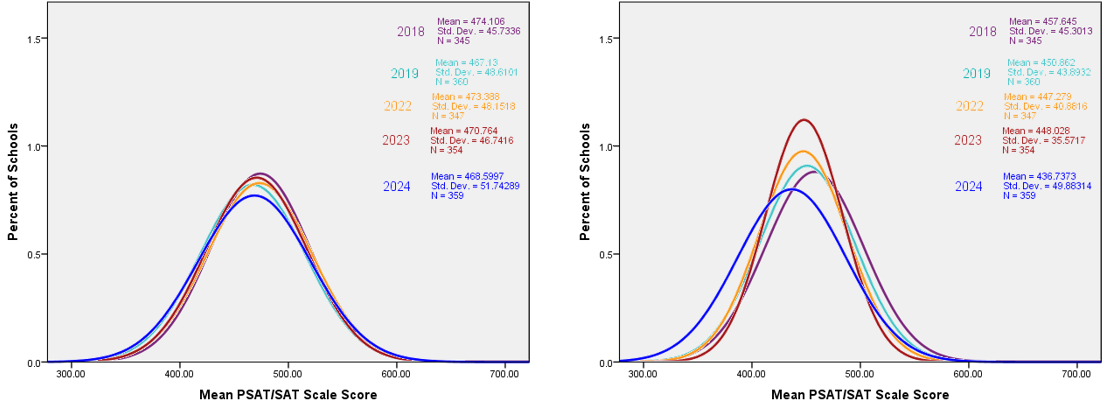 Mean = 474.106
2018 Std. Dev. = 45.7336
N = 345
Mean = 467.13
2019 Std. Dev. = 48.6101
N = 360
Mean = 473.388
2022 Std. Dev. = 48.1518
N = 347
Mean = 470.764
2023 Std. Dev. = 46.7416
N = 354
Mean = 468.5997
2024 Std. Dev. = 51.74289
N = 359
1.5
1.0
0.5
0.0
Percent of Schools
300.00 400.00 500.00 600.00 700.00
Mean PSAT/SAT Scale Score
Mean = 457.645
2018 Std. Dev. = 45.3013
N = 345
Mean = 450.862
2019 Std. Dev. = 43.8932
N = 360
Mean = 447.279
2022 Std. Dev. = 40.8816
N = 347
Mean = 448.028
2023 Std. Dev. = 35.5717
N = 354
Mean = 436.7373
2024 Std. Dev. = 49.88314
N = 359
1.5
1.0
0.5
0.0
Percent of Schools
300.00 400.00 500.00 600.00 700.00
Mean PSAT/SAT Scale Score